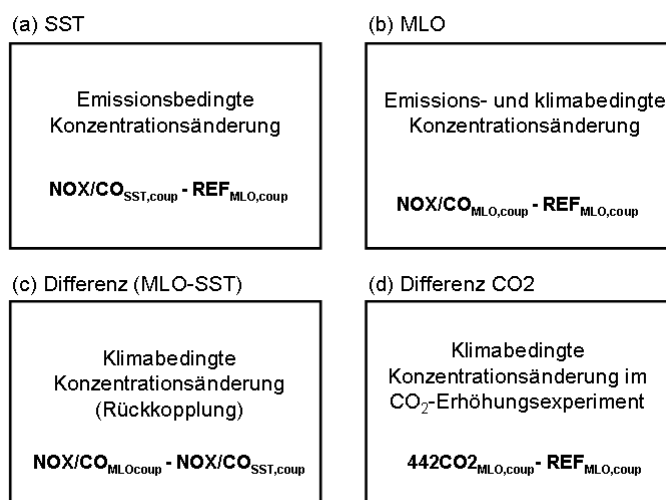 (a) SST
Emissionsbedingte
Konzentrationsänderung
NOX/CO_SST,coup - REF_MLO,coup
(b) MLO
Emissions- und klimabedingte
Konzentrationsänderung
NOX/CO_MLO,coup - REF_MLO,coup
(c) Differenz (MLO-SST)
Klimabedingte
Konzentrationsänderung
(Rückkopplung)
NOX/CO_MLOcoup - NOX/CO_SST,coup
(d) Differenz CO2
Klimabedingte
Konzentrationsänderung im
CO₂-Erhöhungsexperiment
442CO2_MLO,coup- REF_MLO,coup